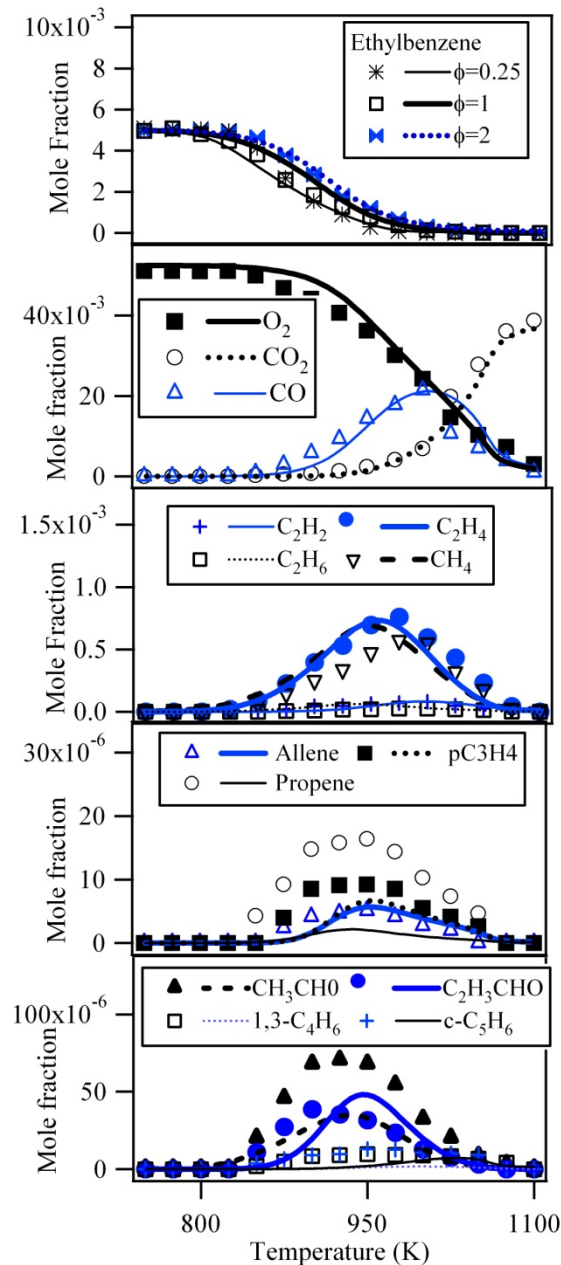 10x10⁻³
8
6
4
2
0
Mole Fraction
Ethylbenzene
ϕ=0.25
ϕ=1
ϕ=2
40x10⁻³
20
0
Mole fraction
O₂
CO₂
CO
1.5x10⁻³
1.0
0.5
0.0
Mole Fraction
C₂H₂ C₂H₄
C₂H₆ CH₄
30x10⁻⁶
20
10
0
Mole fraction
Allene pC3H4
Propene
100x10⁻⁶
50
0
Mole fraction
CH₃CH0 C₂H₃CHO
1,3-C₄H₆ c-C₅H₆
800 950 1100
Temperature (K)